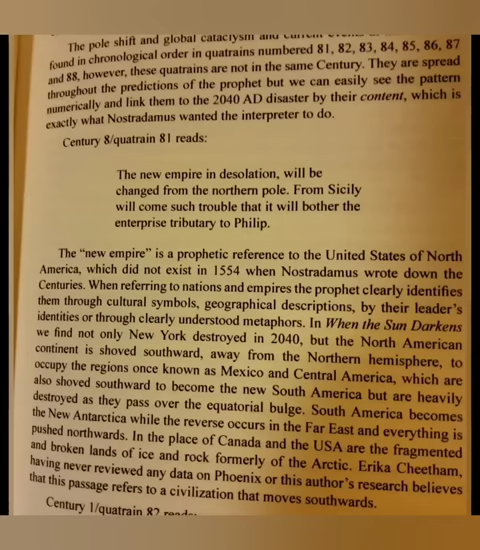 The pole shift and global cataclysm and current events
found in chronological order in quatrains numbered 81, 82, 83, 84, 85, 86, 87
and 88, however, these quatrains are not in the same Century. They are spread
throughout the predictions of the prophet but we can easily see the pattern
numerically and link them to the 2040 AD disaster by their content, which is
exactly what Nostradamus wanted the interpreter to do.
Century 8/quatrain 81 reads:
The new empire in desolation, will be
changed from the northern pole. From Sicily
will come such trouble that it will bother the
enterprise tributary to Philip.
The “new empire” is a prophetic reference to the United States of North
America, which did not exist in 1554 when Nostradamus wrote down the
Centuries. When referring to nations and empires the prophet clearly identifies
them through cultural symbols, geographical descriptions, by their leader's
identities or through clearly understood metaphors. In When the Sun Darkens
we find not only New York destroyed in 2040, but the North American
continent is shoved southward, away from the Northern hemisphere, to
occupy the regions once known as Mexico and Central America, which are
also shoved southward to become the new South America but are heavily
destroyed as they pass over the equatorial bulge. South America becomes
the New Antarctica while the reverse occurs in the Far East and everything is
pushed northwards. In the place of Canada and the USA are the fragmented
and broken lands of ice and rock formerly of the Arctic. Erika Cheetham,
having never reviewed any data on Phoenix or this author's research believes
that this passage refers to a civilization that moves southwards.
Century 1/quatrain 82 reads: